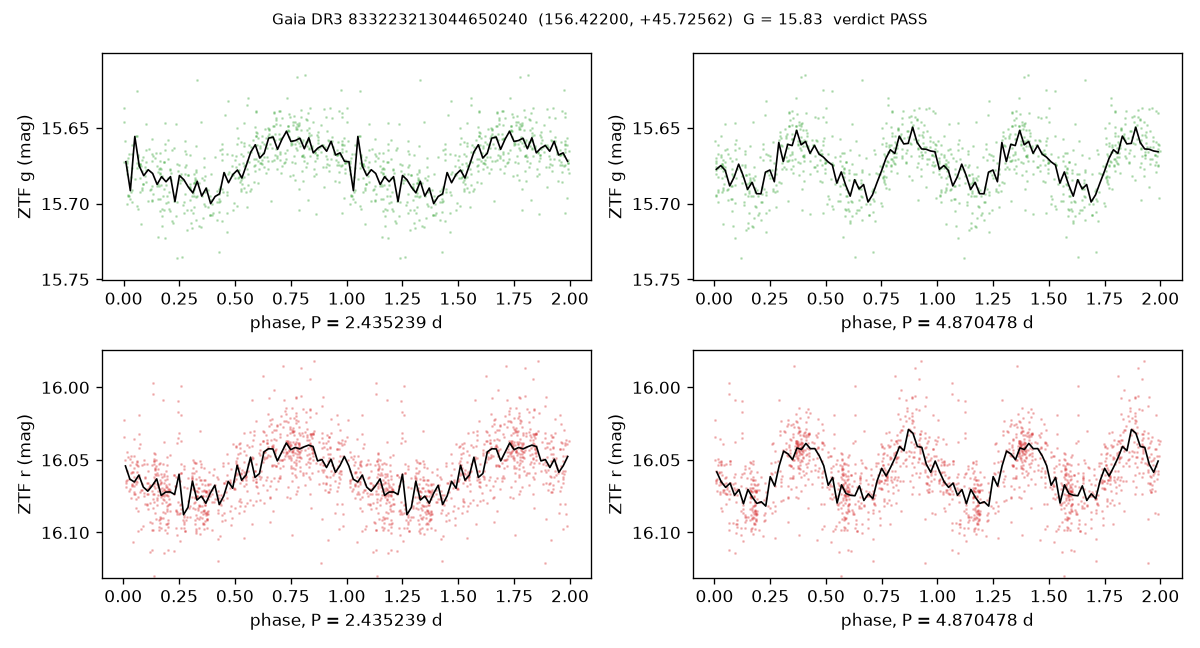 Gaia DR3 833223213044650240 (156.42200, +45.72562) G = 15.83 verdict PASS
ZTF g (mag)
15.65
15.70
15.75
0.00 0.25 0.50 0.75 1.00 1.25 1.50 1.75 2.00
phase, P = 2.435239 d
ZTF g (mag)
15.65
15.70
15.75
0.00 0.25 0.50 0.75 1.00 1.25 1.50 1.75 2.00
phase, P = 4.870478 d
ZTF r (mag)
16.00
16.05
16.10
0.00 0.25 0.50 0.75 1.00 1.25 1.50 1.75 2.00
phase, P = 2.435239 d
ZTF r (mag)
16.00
16.05
16.10
0.00 0.25 0.50 0.75 1.00 1.25 1.50 1.75 2.00
phase, P = 4.870478 d